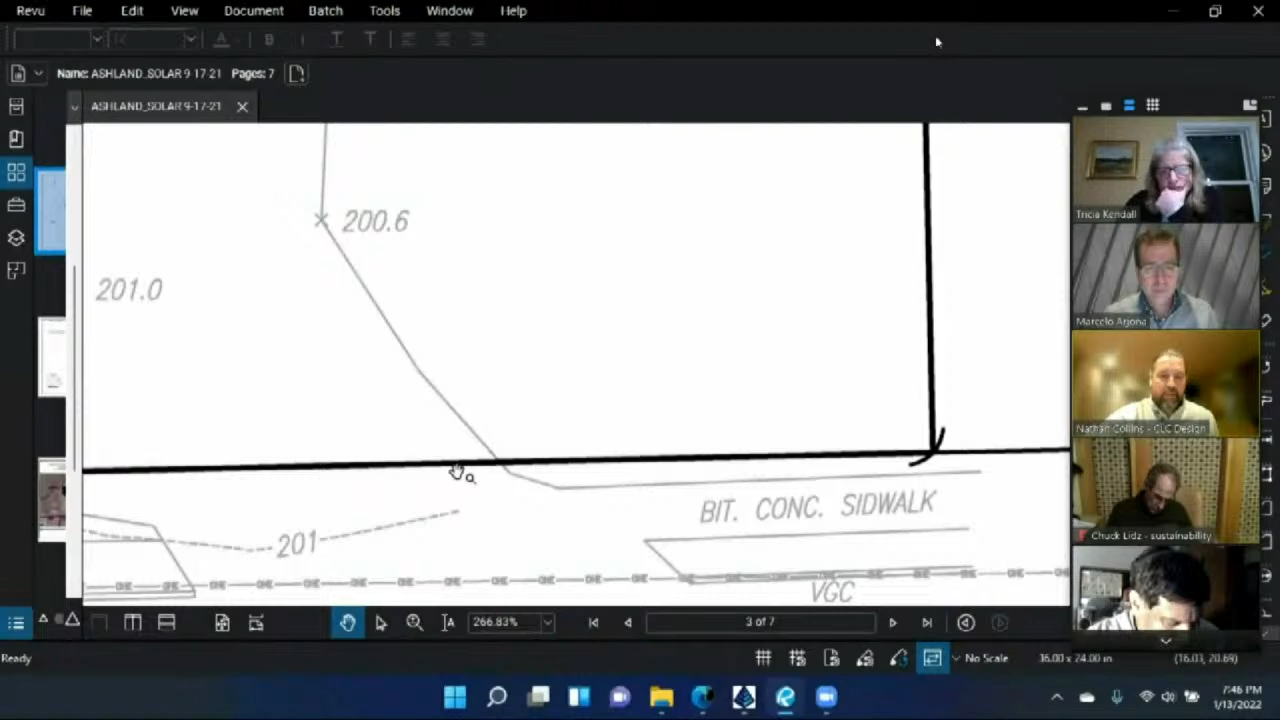 Revu File Edit View Document Batch Tools Window Help
Name: ASHLAND_SOLAR 9-17-21 Pages: 7
ASHLAND_SOLAR 9-17-21
200.6
201.0
BIT. CONC. SIDWALK
201
VGC
Tricia Kendall
Marcelo Arjona
Nathan Collins - CLC Design
Chuck Lidz - sustainability
266.83%
3 of 7
Ready
No Scale
36.00 x 24.00 in
(16.03, 20.69)
7:46 PM
1/13/2022